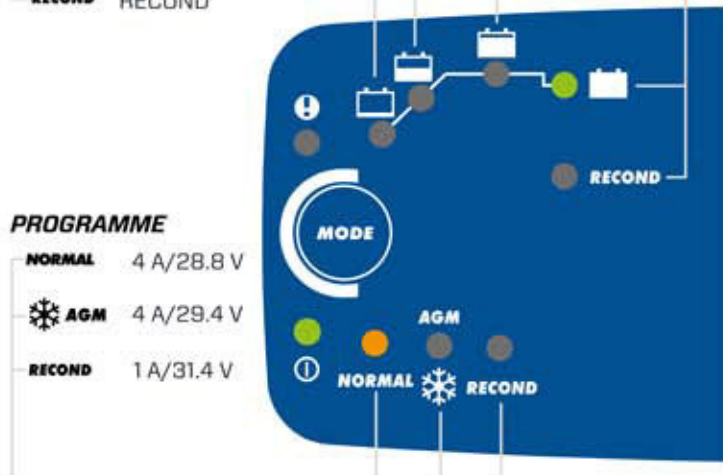 RECOND RECOND
RECOND
MODE
PROGRAMME
NORMAL 4 A/28.8 V
AGM 4 A/29.4 V
RECOND 1 A/31.4 V
AGM
NORMAL RECOND